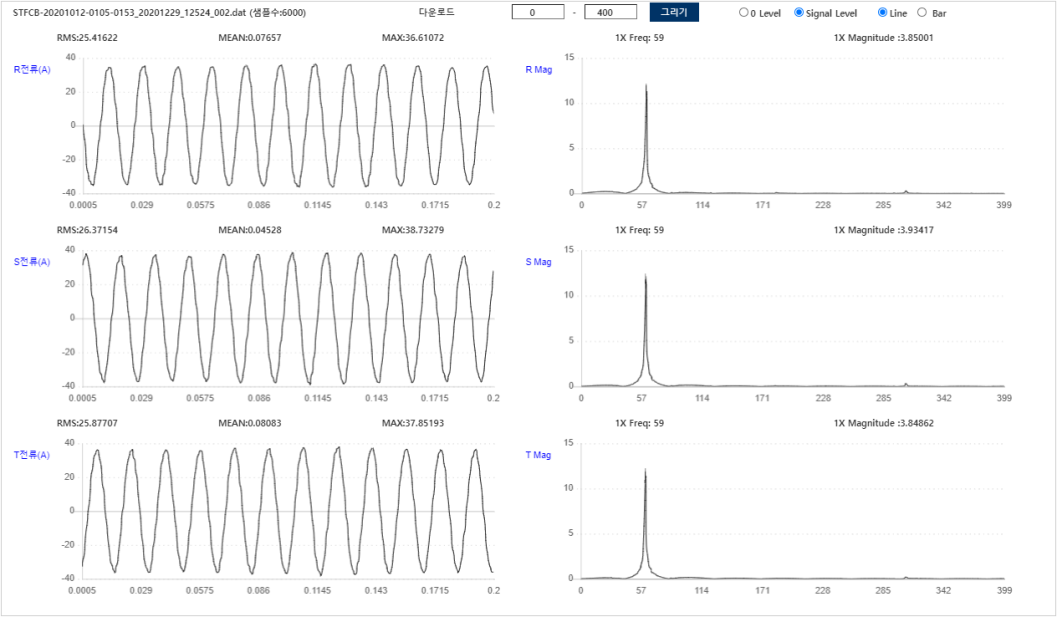 STFCB-20201012-0105-0153_20201229_12524_002.dat (샘플수:6000) 다운로드 0 - 400 그리기 0 Level Signal Level Line Bar
RMS:25.41622 MEAN:0.07657 MAX:36.61072 1X Freq: 59 1X Magnitude :3.85001
R전류(A)
40
20
0
-20
-40
0.0005 0.029 0.0575 0.086 0.1145 0.143 0.1715 0.2
R Mag
15
10
5
0
0 57 114 171 228 285 342 399
RMS:26.37154 MEAN:0.04528 MAX:38.73279 1X Freq: 59 1X Magnitude :3.93417
S전류(A)
40
20
0
-20
-40
0.0005 0.029 0.0575 0.086 0.1145 0.143 0.1715 0.2
S Mag
15
10
5
0
0 57 114 171 228 285 342 399
RMS:25.87707 MEAN:0.08083 MAX:37.85193 1X Freq: 59 1X Magnitude :3.84862
T전류(A)
40
20
0
-20
-40
0.0005 0.029 0.0575 0.086 0.1145 0.143 0.1715 0.2
T Mag
15
10
5
0
0 57 114 171 228 285 342 399